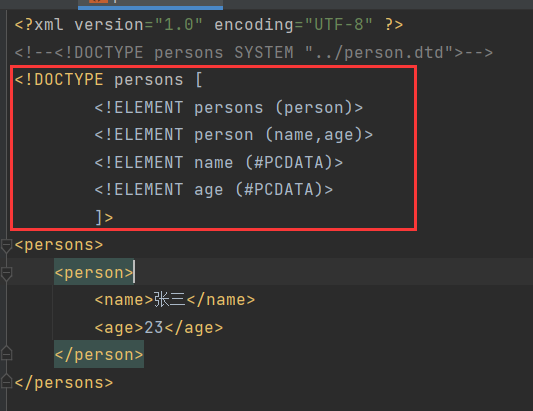 <?xml version="1.0" encoding="UTF-8" ?>
<!--<!DOCTYPE persons SYSTEM "../person.dtd">-->
<!DOCTYPE persons [
        <!ELEMENT persons (person)>
        <!ELEMENT person (name,age)>
        <!ELEMENT name (#PCDATA)>
        <!ELEMENT age (#PCDATA)>
        ]>
<persons>
    <person>
        <name>张三</name>
        <age>23</age>
    </person>
</persons>